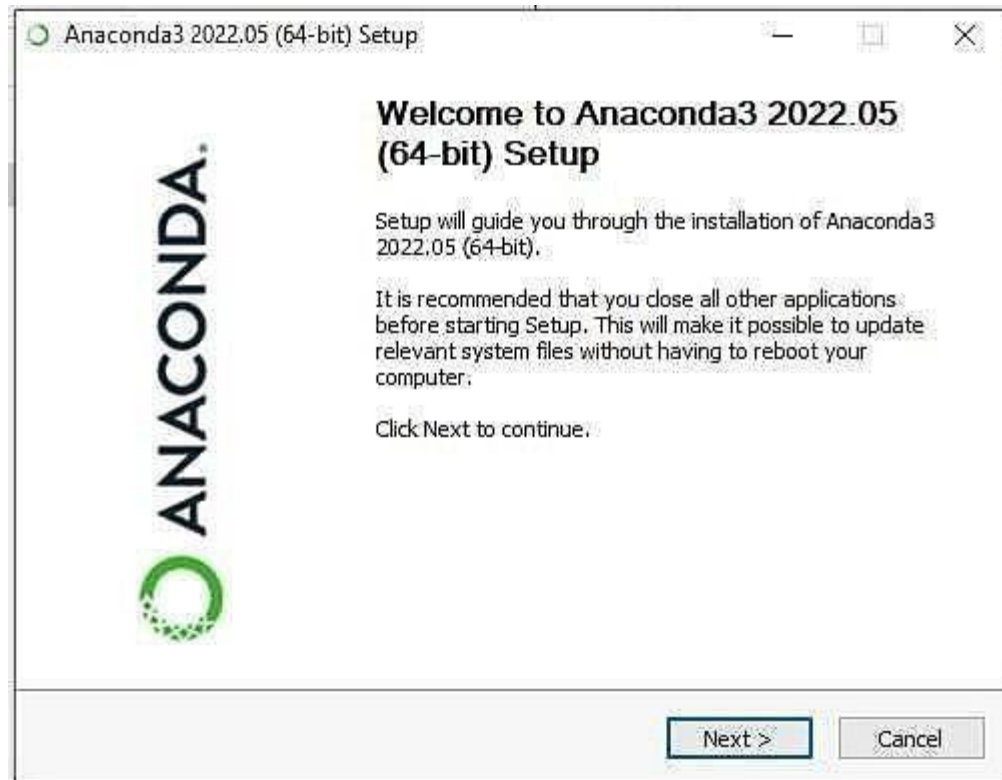 Anaconda3 2022.05 (64-bit) Setup
Welcome to Anaconda3 2022.05
(64-bit) Setup
ANACONDA.
Setup will guide you through the installation of Anaconda3
2022.05 (64-bit).
It is recommended that you close all other applications
before starting Setup. This will make it possible to update
relevant system files without having to reboot your
computer.
Click Next to continue.
Next >
Cancel